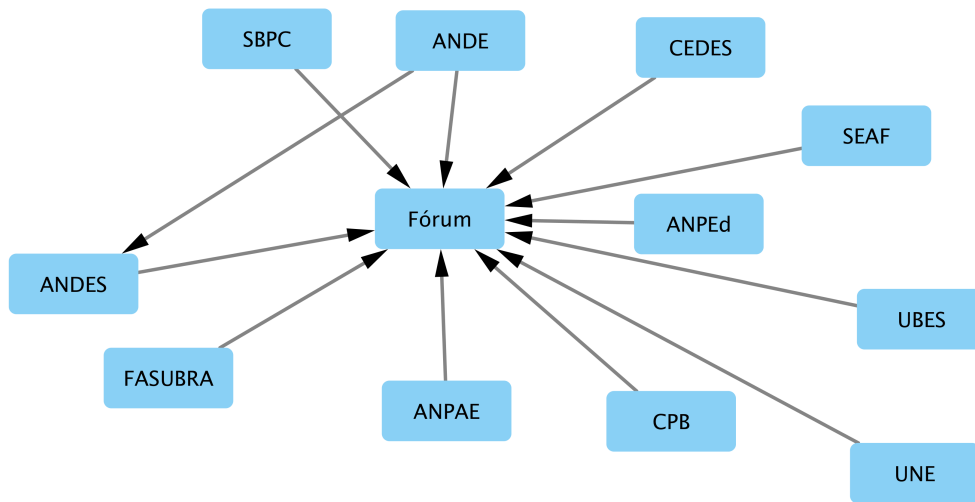 SBPC
ANDE
CEDES
SEAF
Fórum
ANPEd
ANDES
UBES
FASUBRA
ANPAE
CPB
UNE